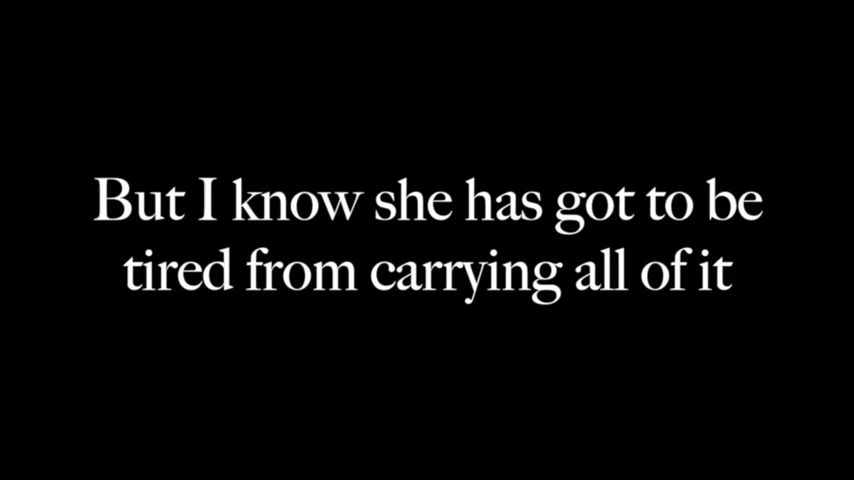 But I know she has got to be
tired from carrying all of it